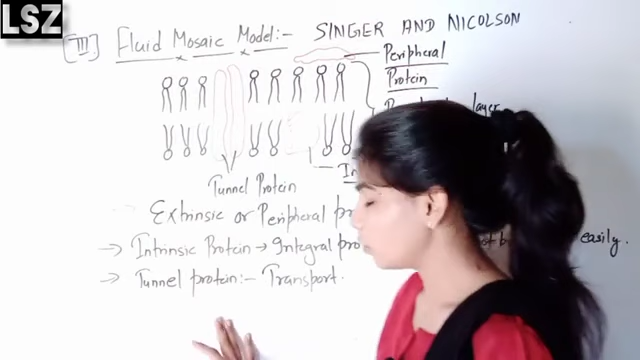 LSZ
[III] Fluid Mosaic Model:- SINGER AND NICOLSON
Peripheral
Protein
layer
Tunnel Protein
Extrinsic or Peripheral
→ Intrinsic Protein → Integral easily.
→ Tunnel protein:- Transport.